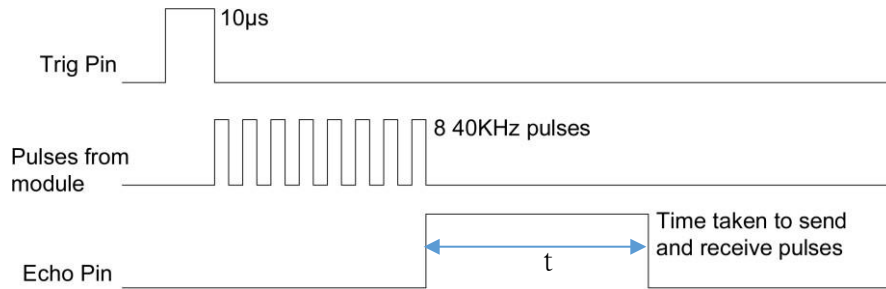 10µs
Trig Pin
8 40KHz pulses
Pulses from
module
Time taken to send
and receive pulses
t
Echo Pin